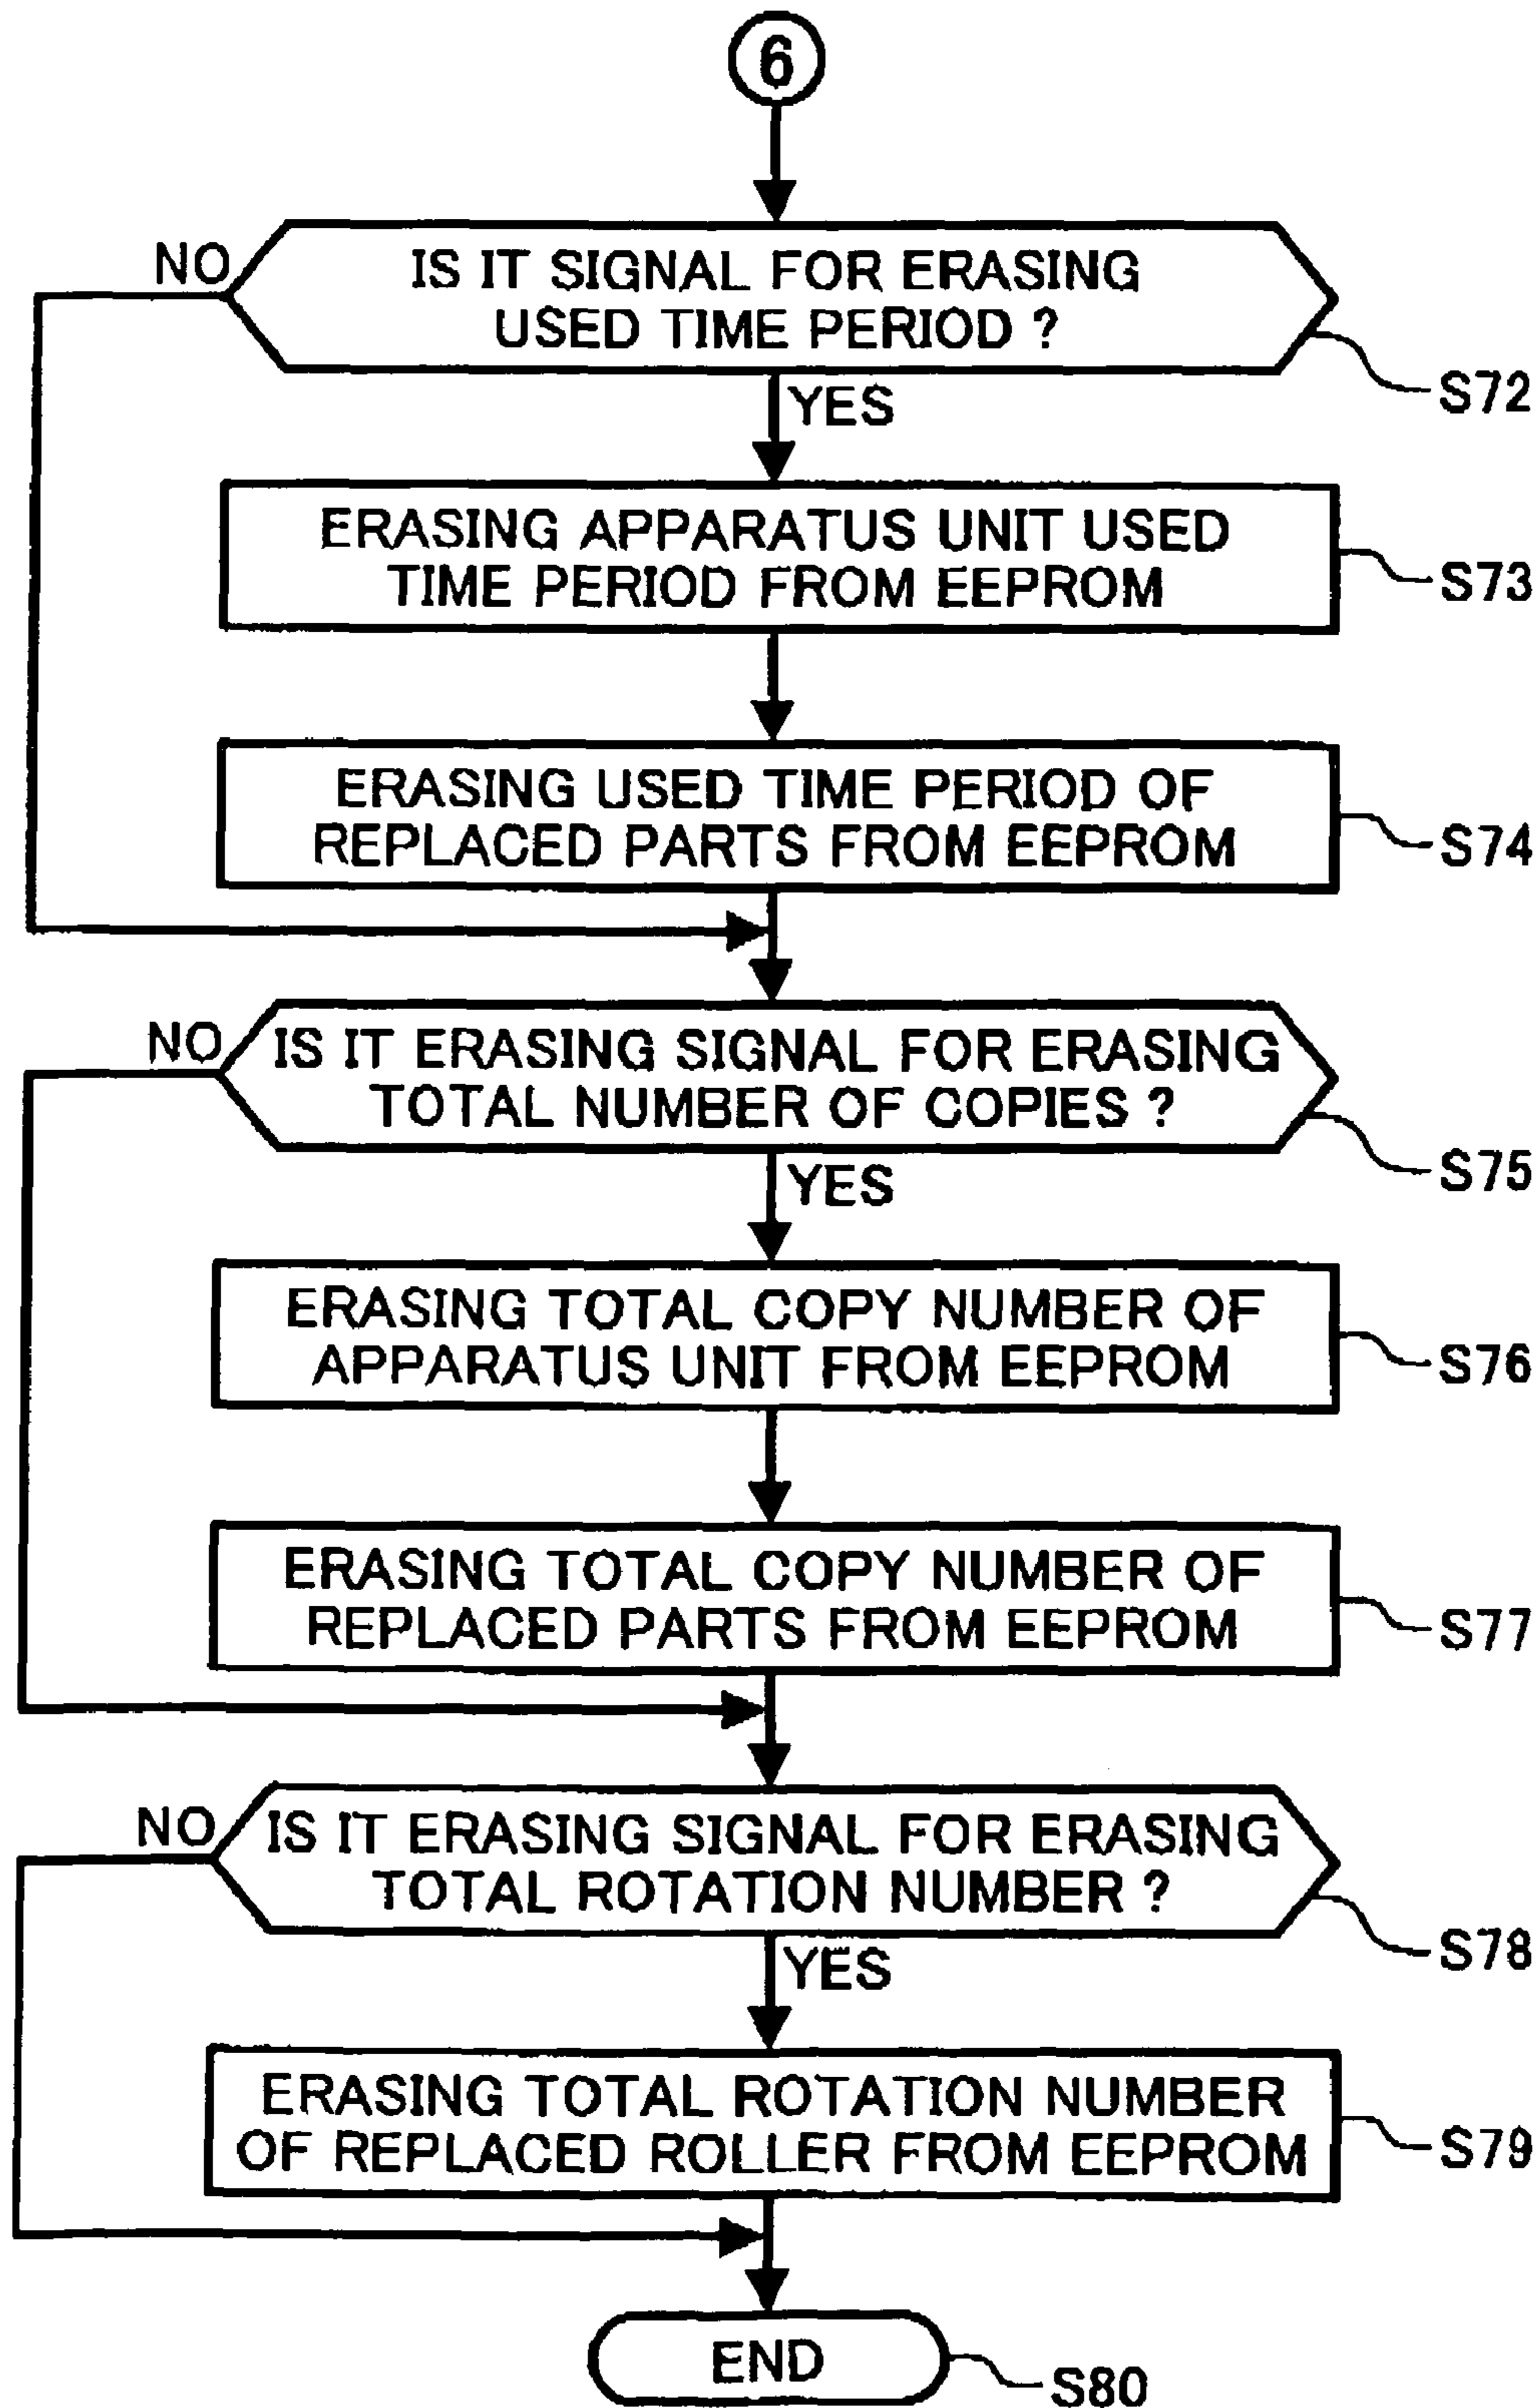 6
NO
IS IT SIGNAL FOR ERASING
USED TIME PERIOD ?
S72
YES
ERASING APPARATUS UNIT USED
TIME PERIOD FROM EEPROM
S73
ERASING USED TIME PERIOD OF
REPLACED PARTS FROM EEPROM
S74
NO
IS IT ERASING SIGNAL FOR ERASING
TOTAL NUMBER OF COPIES ?
S75
YES
ERASING TOTAL COPY NUMBER OF
APPARATUS UNIT FROM EEPROM
S76
ERASING TOTAL COPY NUMBER OF
REPLACED PARTS FROM EEPROM
S77
NO
IS IT ERASING SIGNAL FOR ERASING
TOTAL ROTATION NUMBER ?
S78
YES
ERASING TOTAL ROTATION NUMBER
OF REPLACED ROLLER FROM EEPROM
S79
END
S80